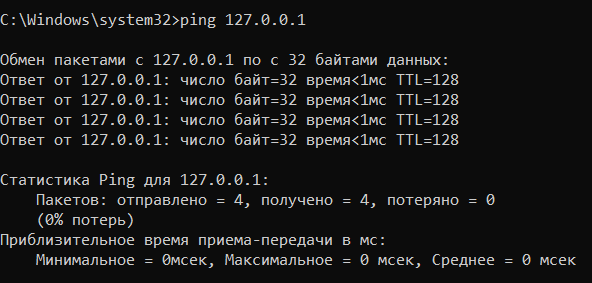 C:\Windows\system32>ping 127.0.0.1
Обмен пакетами с 127.0.0.1 по с 32 байтами данных:
Ответ от 127.0.0.1: число байт=32 время<1мс TTL=128
Ответ от 127.0.0.1: число байт=32 время<1мс TTL=128
Ответ от 127.0.0.1: число байт=32 время<1мс TTL=128
Ответ от 127.0.0.1: число байт=32 время<1мс TTL=128
Статистика Ping для 127.0.0.1:
Пакетов: отправлено = 4, получено = 4, потеряно = 0
(0% потерь)
Приблизительное время приема-передачи в мс:
Минимальное = 0мсек, Максимальное = 0 мсек, Среднее = 0 мсек